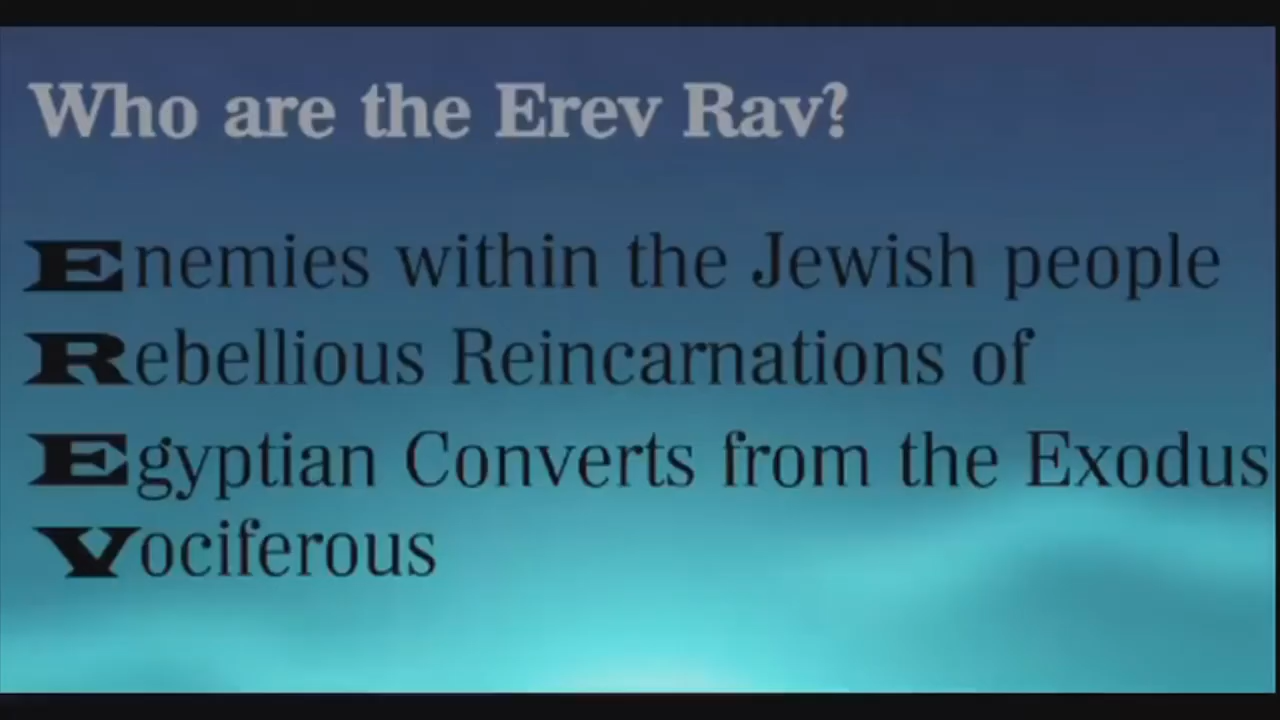 Who are the Erev Rav?
Enemies within the Jewish people
Rebellious Reincarnations of
Egyptian Converts from the Exodus
Vociferous